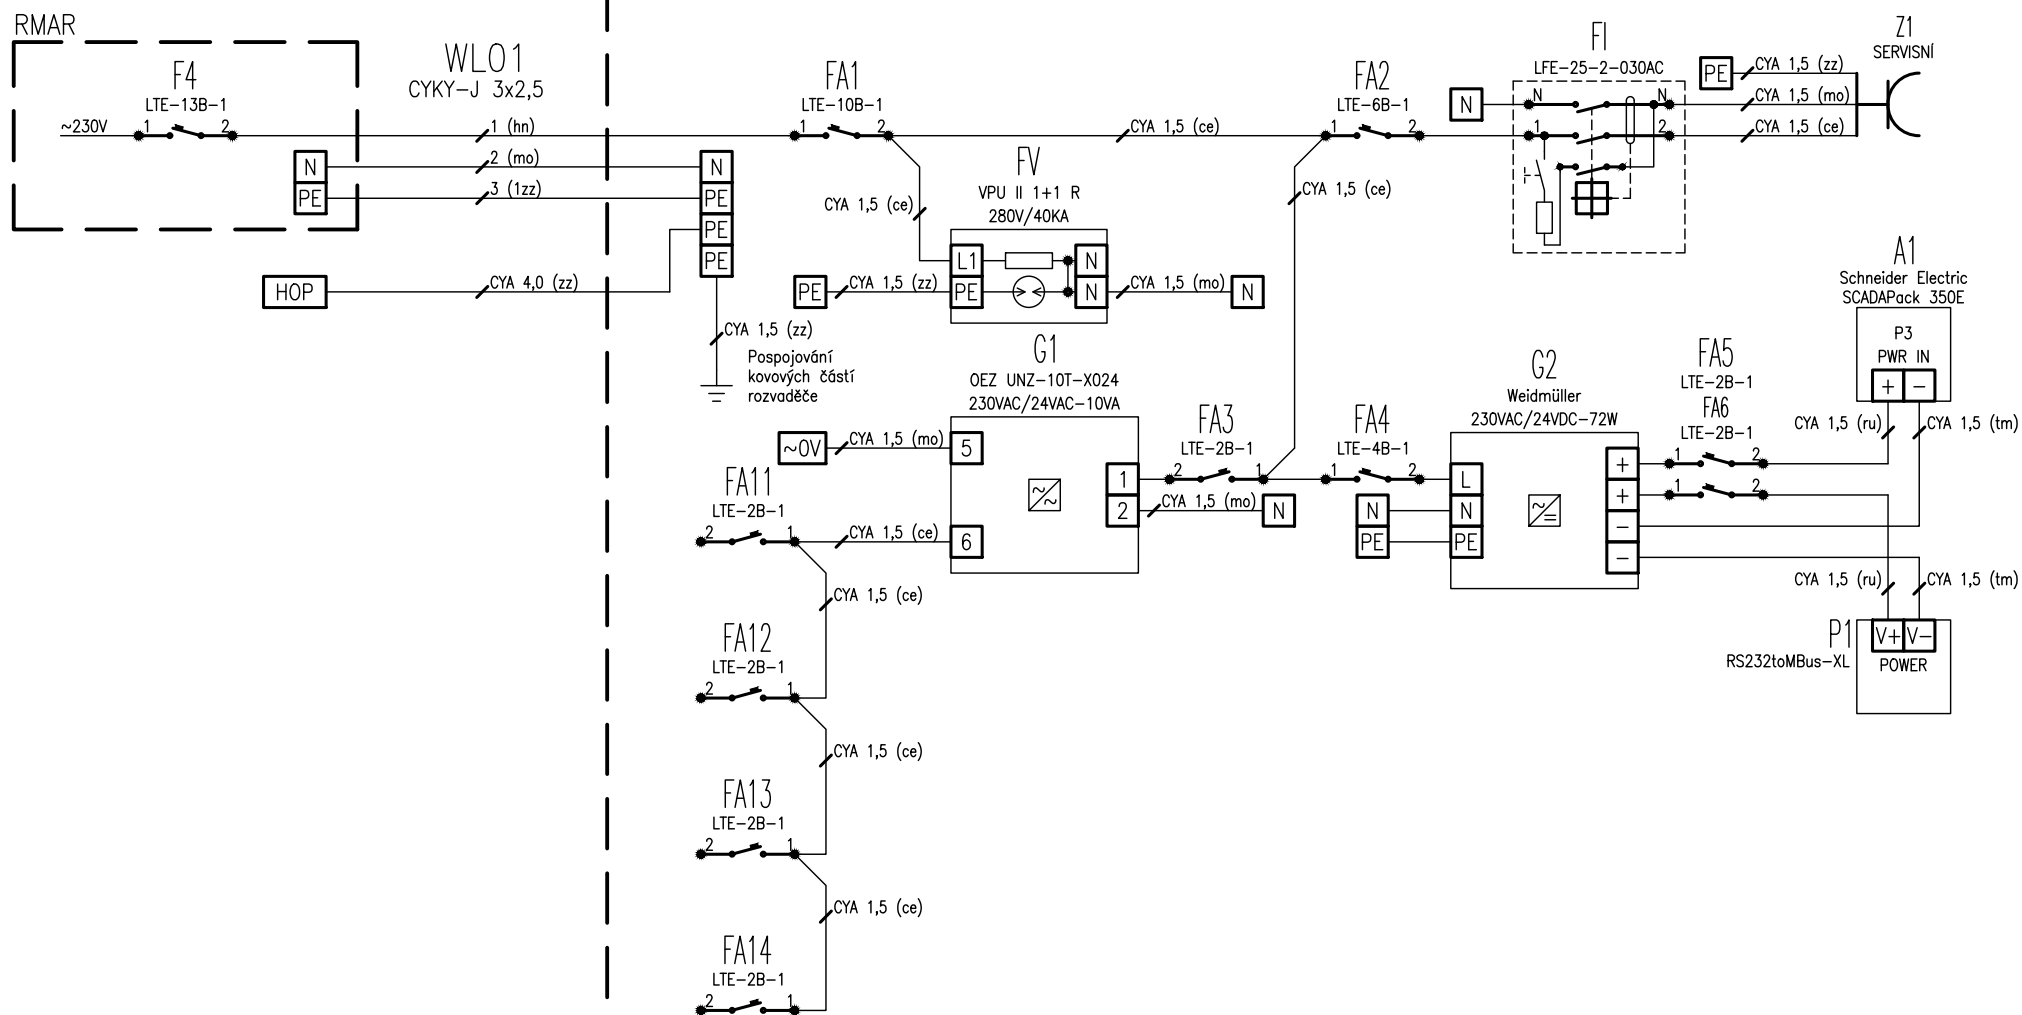 RMAR
F4
LTE-13B-1
~230V
1
2
N
PE
HOP
WLO1
CYKY-J 3x2,5
1 (hn)
2 (mo)
3 (1zz)
CYA 4,0 (zz)
N
PE
PE
PE
CYA 1,5 (zz)
Pospojování
kovových částí
rozvaděče
FA1
LTE-10B-1
1
2
CYA 1,5 (ce)
CYA 1,5 (ce)
FV
VPU II 1+1 R
280V/40KA
L1
N
PE
N
PE
CYA 1,5 (zz)
CYA 1,5 (mo)
N
FA2
LTE-6B-1
1
2
CYA 1,5 (ce)
FI
LFE-25-2-030AC
N
N
N
1
2
PE
CYA 1,5 (zz)
CYA 1,5 (mo)
CYA 1,5 (ce)
Z1
SERVISNÍ
G1
OEZ UNZ-10T-X024
230VAC/24VAC-10VA
~0V
CYA 1,5 (mo)
5
6
1
2
CYA 1,5 (ce)
CYA 1,5 (mo)
N
FA3
LTE-2B-1
2
1
FA4
LTE-4B-1
1
2
N
PE
G2
Weidmüller
230VAC/24VDC-72W
L
N
PE
+
+
-
-
FA5
LTE-2B-1
FA6
LTE-2B-1
1
2
1
2
A1
Schneider Electric
SCADAPack 350E
P3
PWR IN
+ -
CYA 1,5 (ru)
CYA 1,5 (tm)
CYA 1,5 (ru)
CYA 1,5 (tm)
P1
RS232toMBus-XL
V+ V-
POWER
FA11
LTE-2B-1
2
1
CYA 1,5 (ce)
FA12
LTE-2B-1
2
1
CYA 1,5 (ce)
FA13
LTE-2B-1
2
1
CYA 1,5 (ce)
FA14
LTE-2B-1
2
1